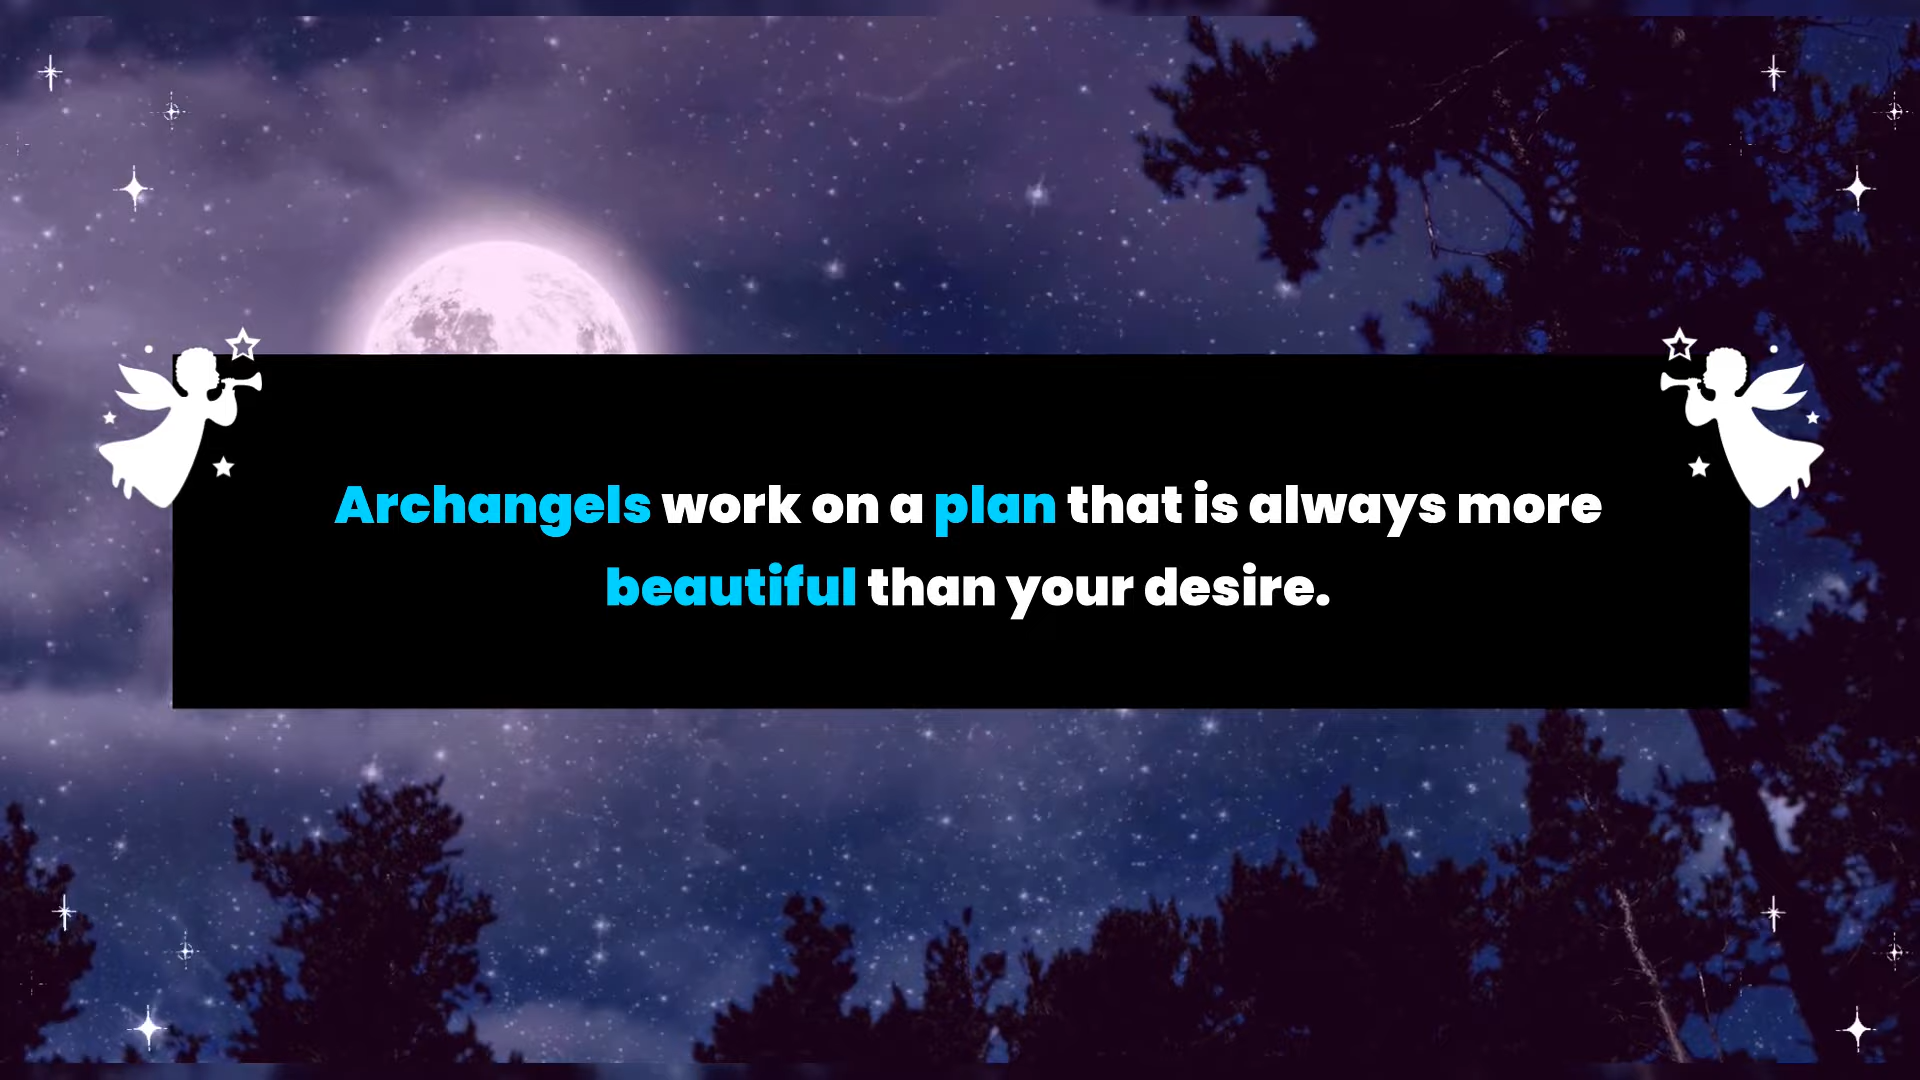 Archangels work on a plan that is always more
beautiful than your desire.